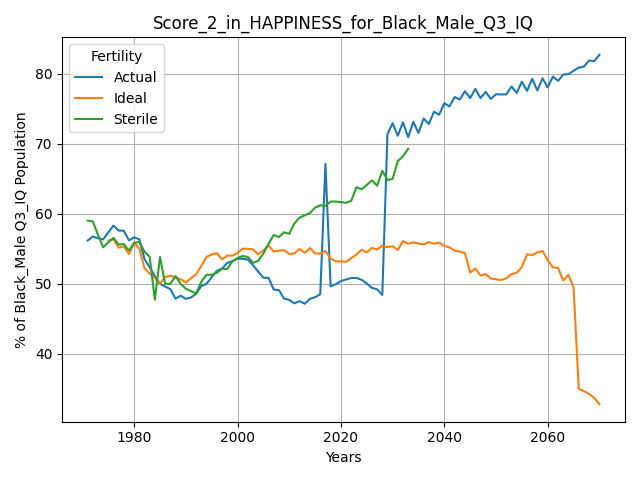 Score_2_in_HAPPINESS_for_Black_Male_Q3_IQ
Fertility
Actual
Ideal
Sterile
% of Black_Male Q3_IQ Population
80
70
60
50
40
1980
2000
2020
2040
2060
Years